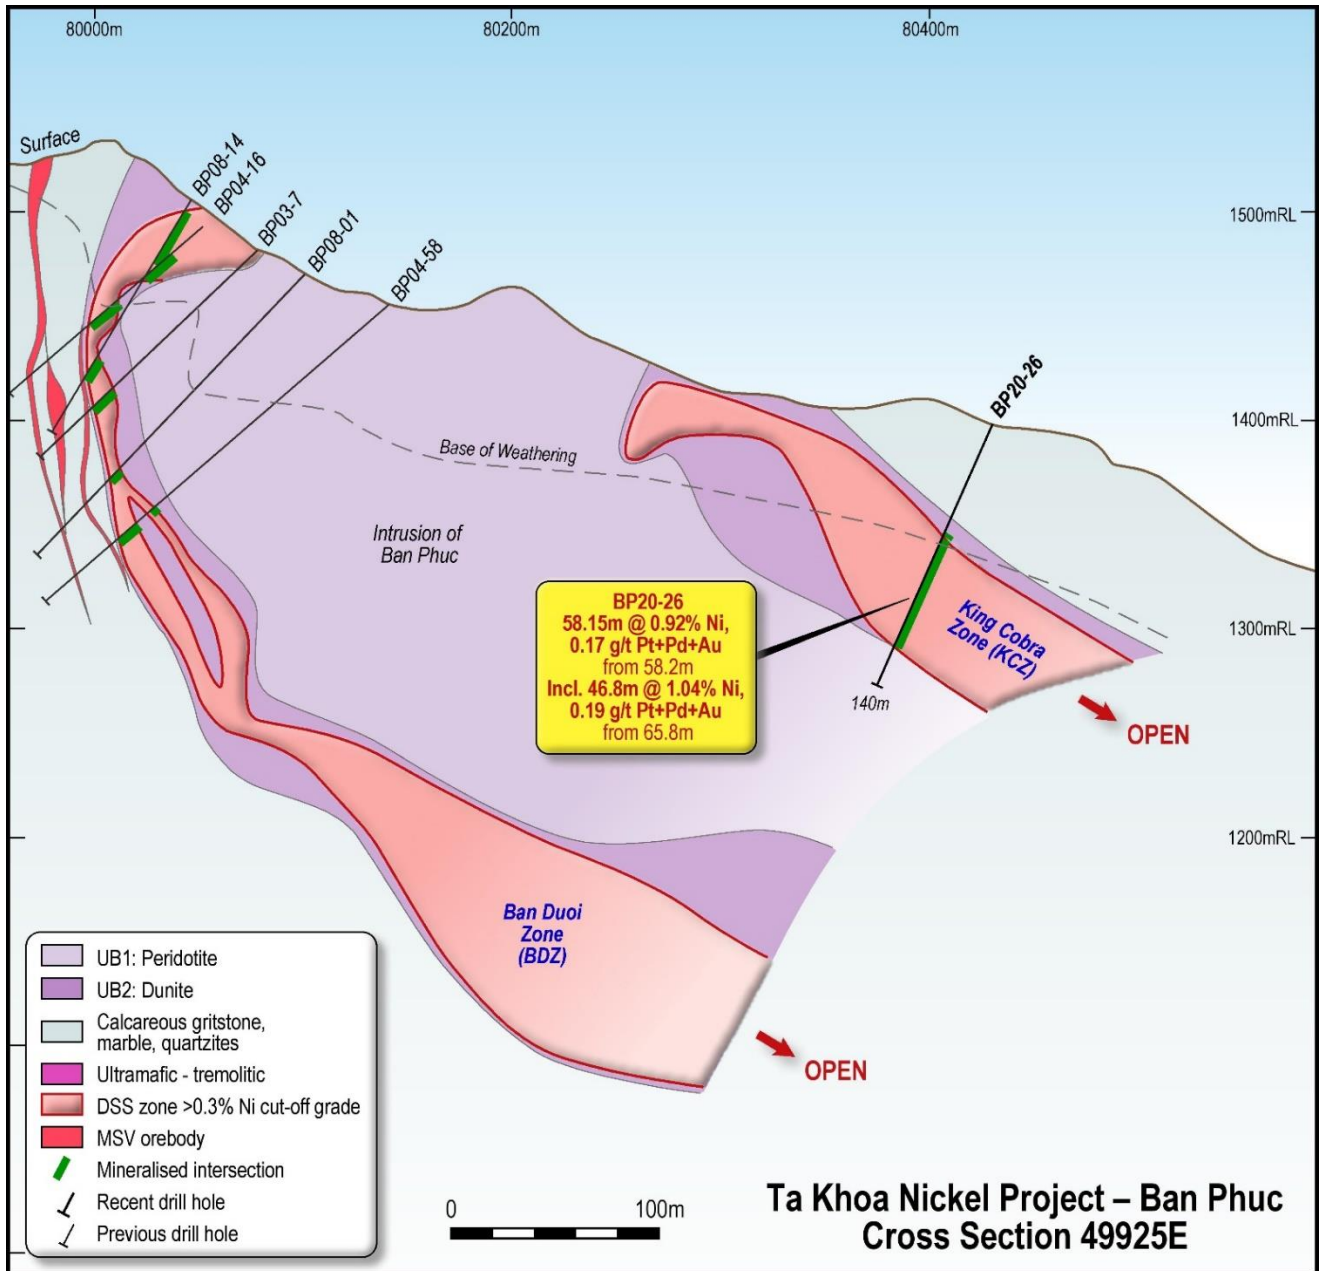 80000m
80200m
80400m
Surface
BP08-14
BP04-16
BP03-7
BP08-01
BP04-58
1500mRL
BP20-26
1400mRL
Base of Weathering
Intrusion of
Ban Phuc
BP20-26
58.15m @ 0.92% Ni,
0.17 g/t Pt+Pd+Au
from 58.2m
Incl. 46.8m @ 1.04% Ni,
0.19 g/t Pt+Pd+Au
from 65.8m
King Cobra
Zone (KCZ)
1300mRL
140m
OPEN
1200mRL
Ban Duoi
Zone
(BDZ)
OPEN
UB1: Peridotite
UB2: Dunite
Calcareous gritstone,
marble, quartzites
Ultramafic - tremolitic
DSS zone >0.3% Ni cut-off grade
MSV orebody
Mineralised intersection
Recent drill hole
Previous drill hole
0 100m
Ta Khoa Nickel Project – Ban Phuc
Cross Section 49925E